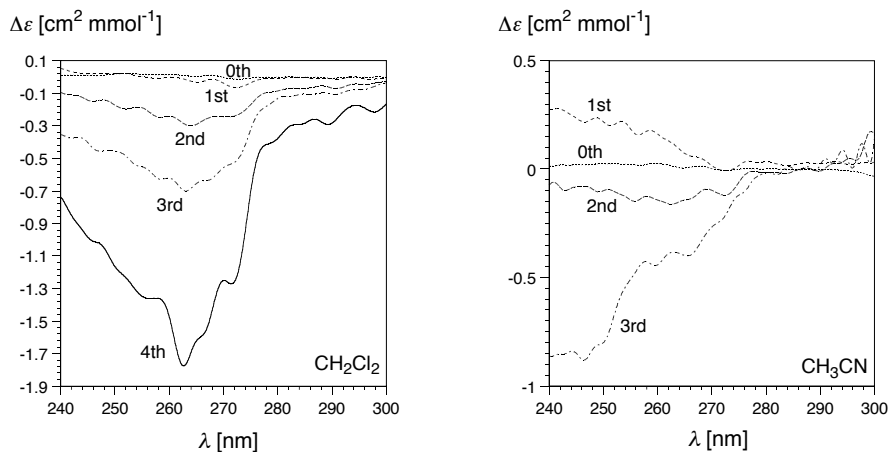 Δε [cm² mmol⁻¹]
0.1
-0.1
-0.3
-0.5
-0.7
-0.9
-1.1
-1.3
-1.5
-1.7
-1.9
0th
1st
2nd
3rd
4th
CH₂Cl₂
240 250 260 270 280 290 300
λ [nm]
Δε [cm² mmol⁻¹]
0.5
0
-0.5
-1
1st
0th
2nd
3rd
CH₃CN
240 250 260 270 280 290 300
λ [nm]